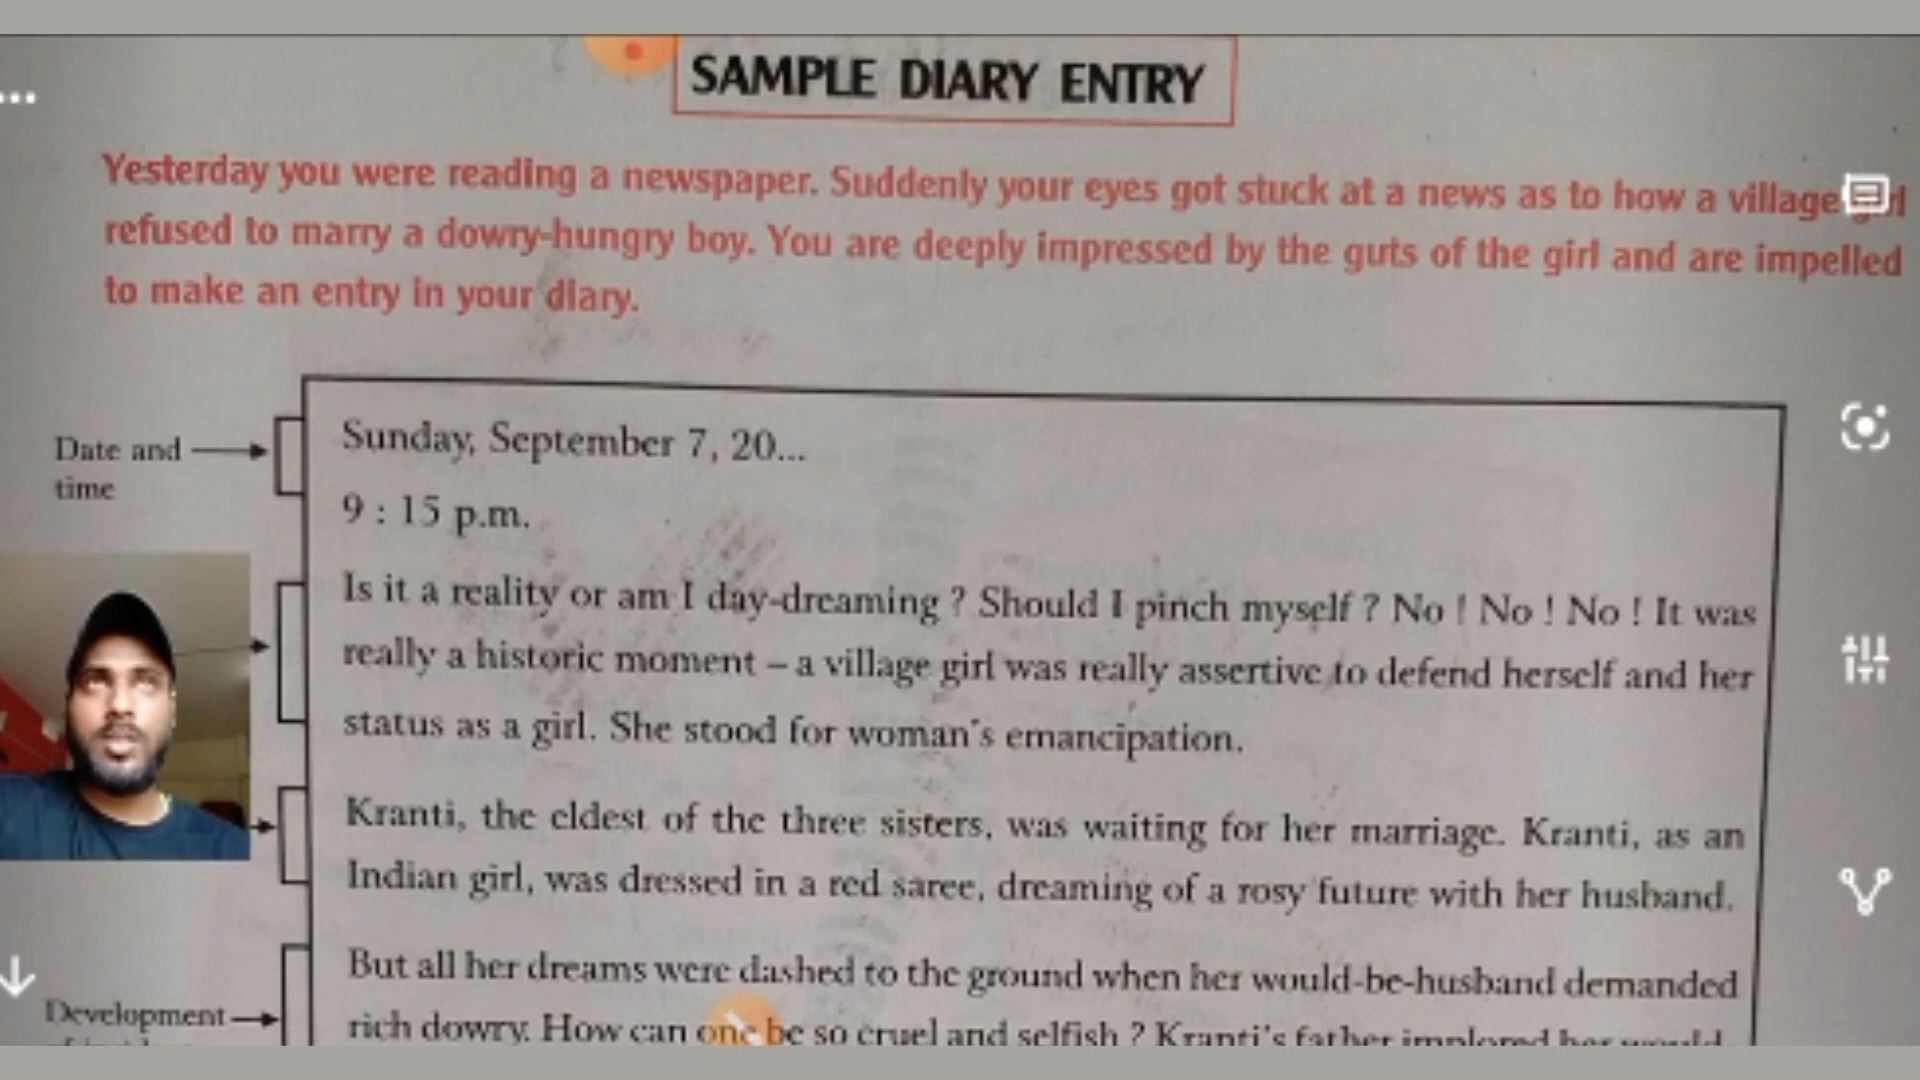 SAMPLE DIARY ENTRY
Yesterday you were reading a newspaper. Suddenly your eyes got stuck at a news as to how a village
refused to marry a dowry-hungry boy. You are deeply impressed by the guts of the girl and are impelled
to make an entry in your diary.
Date and
time
Sunday, September 7, 20...
9 : 15 p.m.
Is it a reality or am I day-dreaming ? Should I pinch myself ? No ! No ! No ! It was
really a historic moment – a village girl was really assertive to defend herself and her
status as a girl. She stood for woman's emancipation.
Kranti, the eldest of the three sisters, was waiting for her marriage. Kranti, as an
Indian girl, was dressed in a red saree, dreaming of a rosy future with her husband.
But all her dreams were dashed to the ground when her would-be-husband demanded
Development
rich dowry. How can one be so cruel and selfish ? Kranti's father implored her would